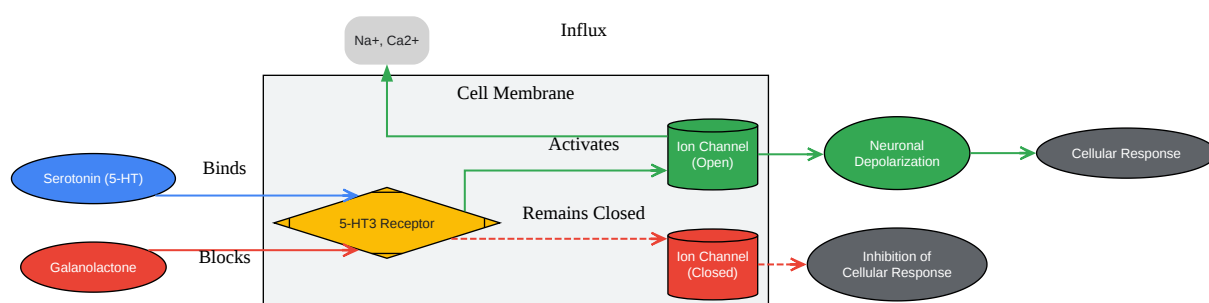 Influx
Na+, Ca2+
Cell Membrane
Activates
Ion Channel
(Open)
Neuronal
Depolarization
Cellular Response
Serotonin (5-HT)
Binds
5-HT3 Receptor
Remains Closed
Galanolactone
Blocks
Ion Channel
(Closed)
Inhibition of
Cellular Response